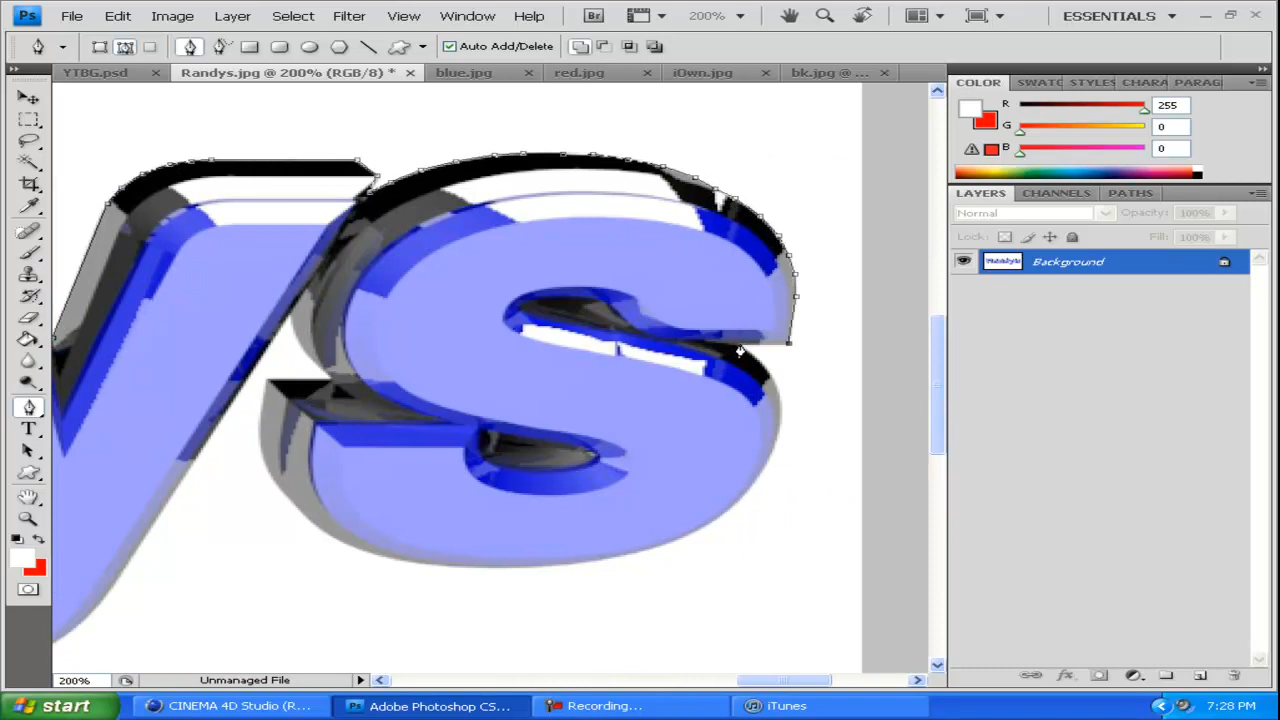 Ps File Edit Image Layer Select Filter View Window Help Br 200% ESSENTIALS
Auto Add/Delete
YTBG.psd Randys.jpg @ 200% (RGB/8) * blue.jpg red.jpg iOwn.jpg bk.jpg @ ...
COLOR SWATC STYLES CHARA PARAG
R 255
G 0
B 0
LAYERS CHANNELS PATHS
Normal Opacity: 100%
Lock: Fill: 100%
Background
T
S
200% Unmanaged File
start CINEMA 4D Studio (R... Ps Adobe Photoshop CS... Recording... iTunes 7:28 PM